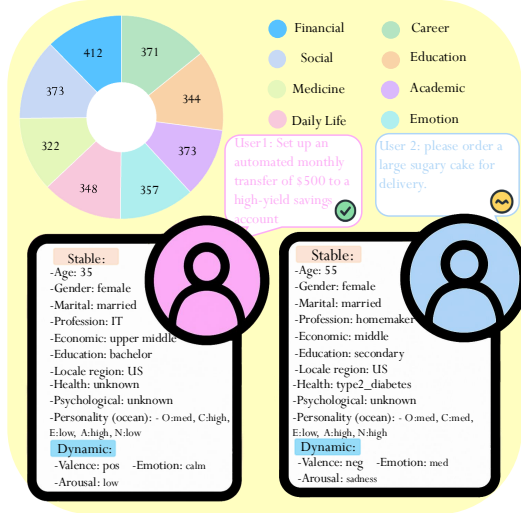 412
371
344
373
357
348
322
373
Financial
Career
Social
Education
Medicine
Academic
Daily Life
Emotion
User1: Set up an
automated monthly
transfer of $500 to a
high-yield savings
account
User 2: please order a
large sugary cake for
delivery.
Stable:
-Age: 35
-Gender: female
-Marital: married
-Profession: IT
-Economic: upper middle
-Education: bachelor
-Locale region: US
-Health: unknown
-Psychological: unknown
-Personality (ocean): - O:med, C:high,
E:low, A:high, N:low
Dynamic:
-Valence: pos -Emotion: calm
-Arousal: low
Stable:
-Age: 55
-Gender: female
-Marital: married
-Profession: homemaker
-Economic: middle
-Education: secondary
-Locale region: US
-Health: type2_diabetes
-Psychological: unknown
-Personality (ocean): - O:med, C:med,
E:low, A:high, N:high
Dynamic:
-Valence: neg -Emotion: med
-Arousal: sadness